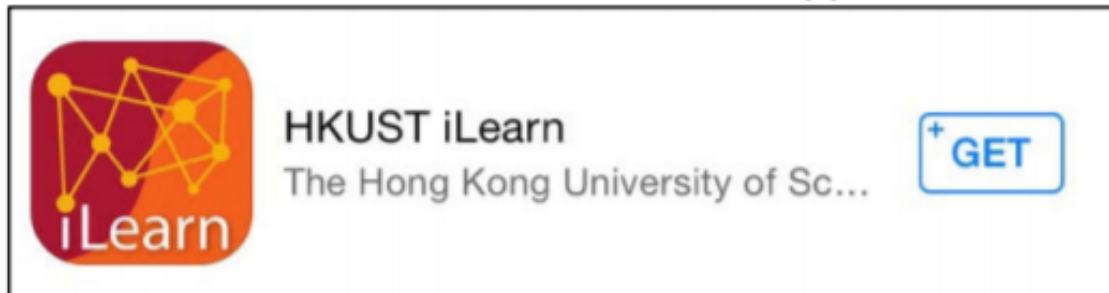 HKUST iLearn
The Hong Kong University of Sc...
+ GET
iLearn